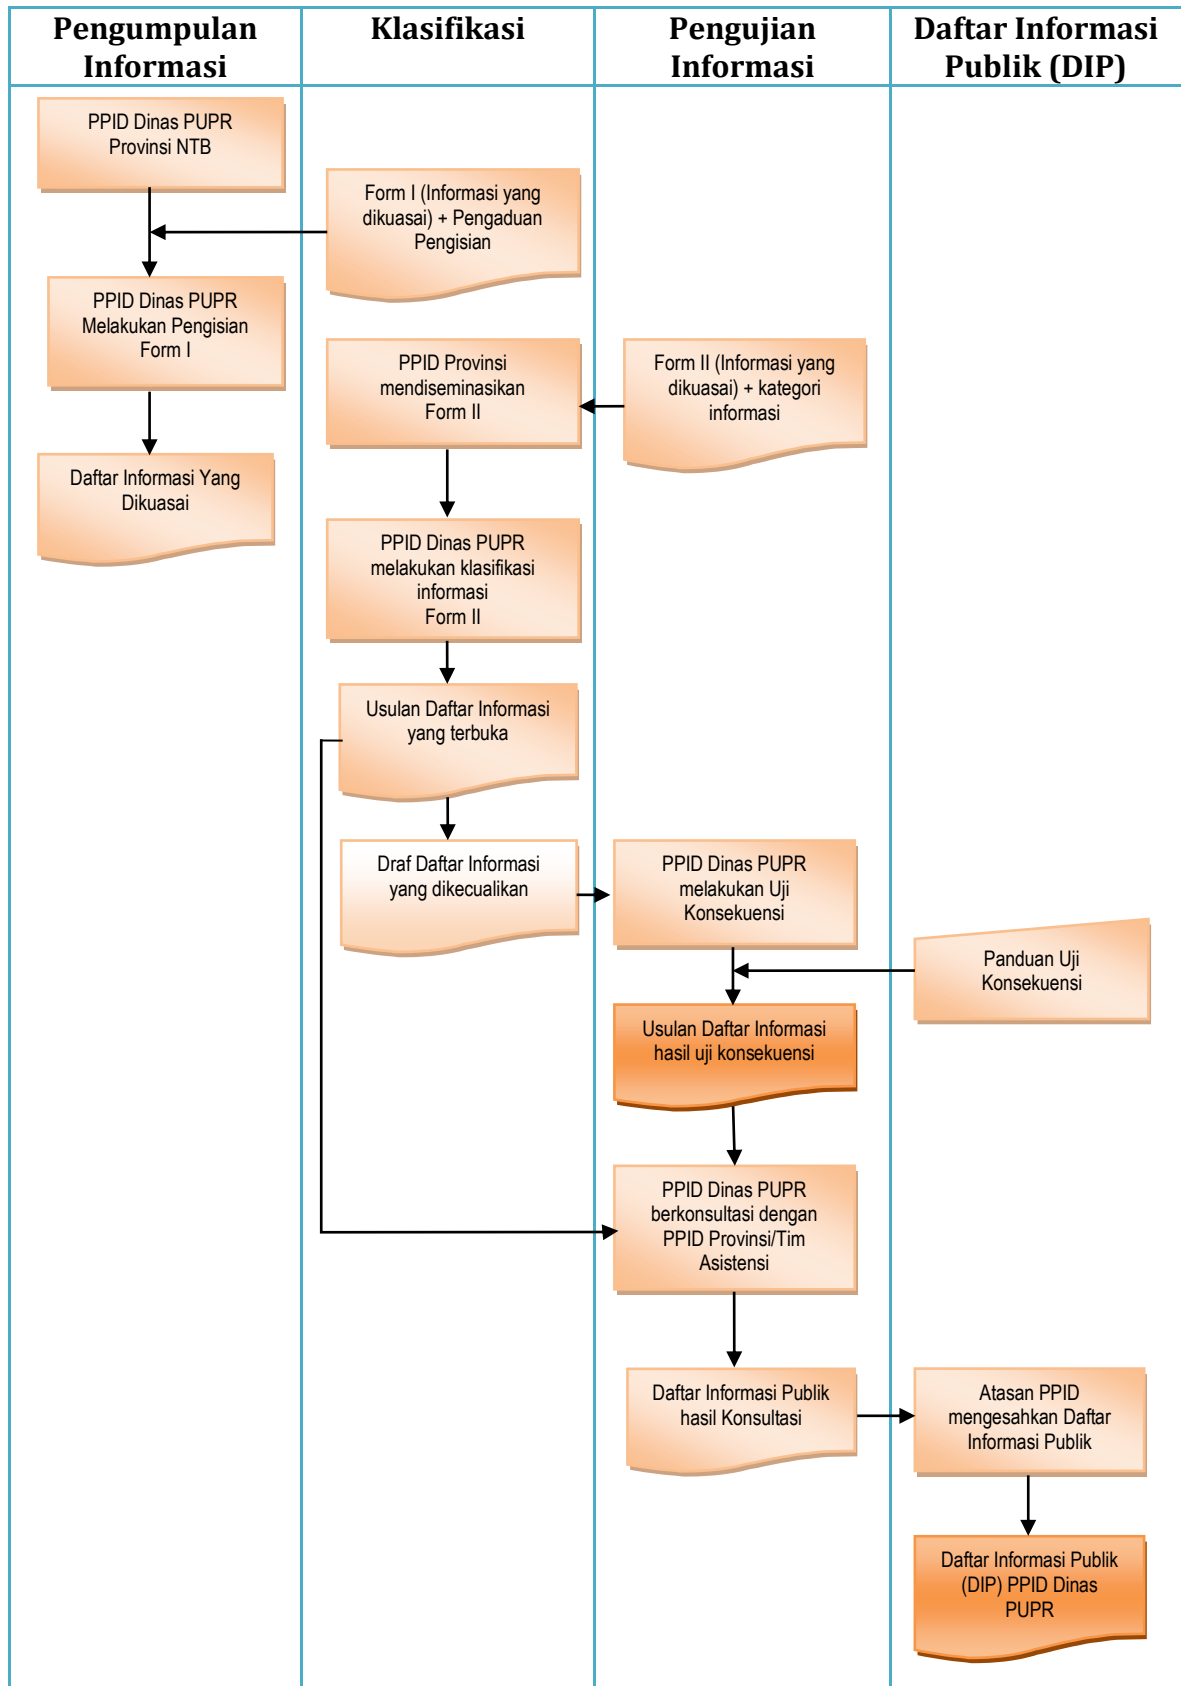 Pengumpulan
Informasi
Klasifikasi
Pengujian
Informasi
Daftar Informasi
Publik (DIP)
PPID Dinas PUPR
Provinsi NTB
Form I (Informasi yang
dikuasai) + Pengaduan
Pengisian
PPID Dinas PUPR
Melakukan Pengisian
Form I
PPID Provinsi
mendiseminasikan
Form II
Form II (Informasi yang
dikuasai) + kategori
informasi
Daftar Informasi Yang
Dikuasai
PPID Dinas PUPR
melakukan klasifikasi
informasi
Form II
Usulan Daftar Informasi
yang terbuka
Draf Daftar Informasi
yang dikecualikan
PPID Dinas PUPR
melakukan Uji
Konsekuensi
Panduan Uji
Konsekuensi
Usulan Daftar Informasi
hasil uji konsekuensi
PPID Dinas PUPR
berkonsultasi dengan
PPID Provinsi/Tim
Asistensi
Daftar Informasi Publik
hasil Konsultasi
Atasan PPID
mengesahkan Daftar
Informasi Publik
Daftar Informasi Publik
(DIP) PPID Dinas
PUPR